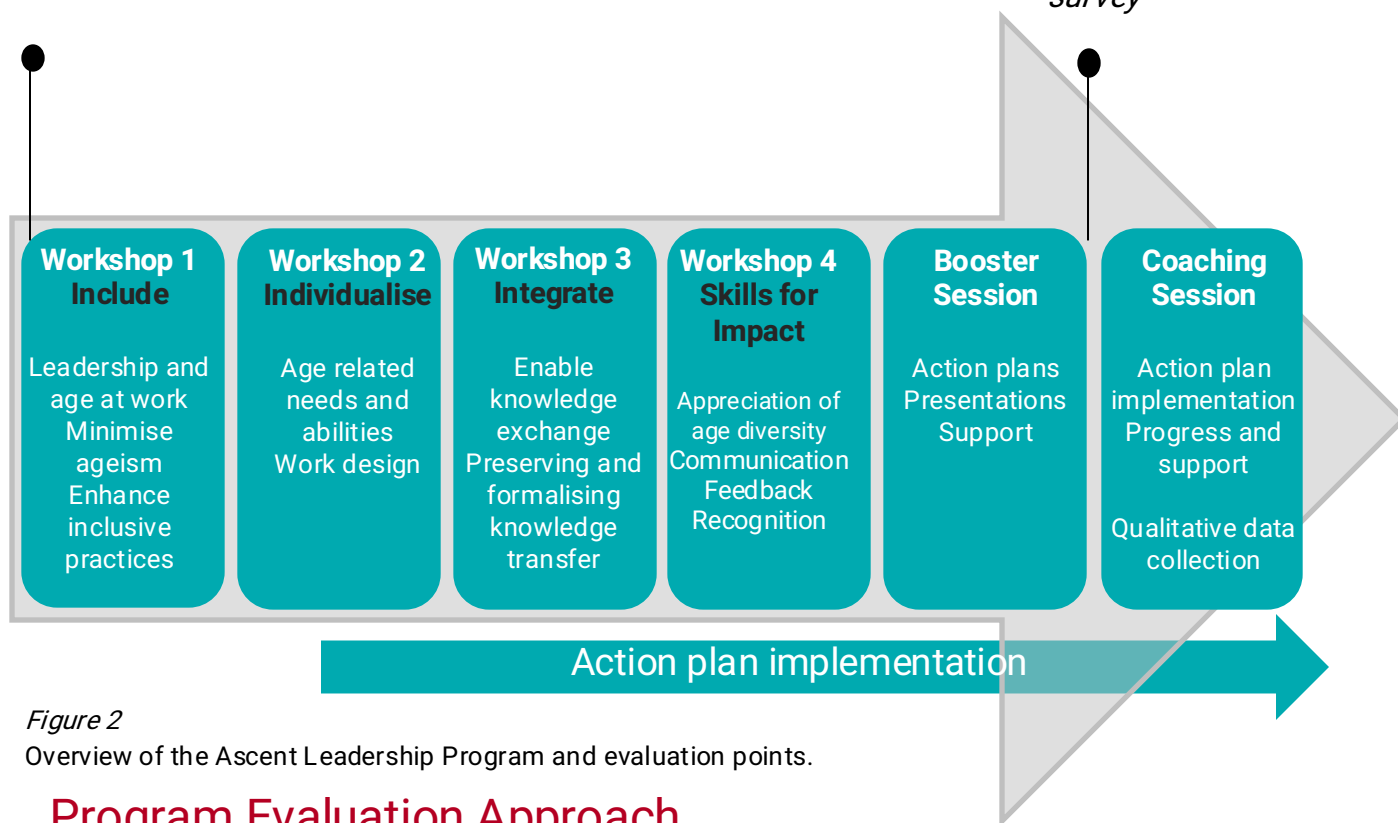 survey
Workshop 1
Include
Leadership and
age at work
Minimise
ageism
Enhance
inclusive
practices
Workshop 2
Individualise
Age related
needs and
abilities
Work design
Workshop 3
Integrate
Enable
knowledge
exchange
Preserving and
formalising
knowledge
transfer
Workshop 4
Skills for
Impact
Appreciation of
age diversity
Communication
Feedback
Recognition
Booster
Session
Action plans
Presentations
Support
Coaching
Session
Action plan
implementation
Progress and
support
Qualitative data
collection
Action plan implementation
Figure 2
Overview of the Ascent Leadership Program and evaluation points.
Program Evaluation Approach